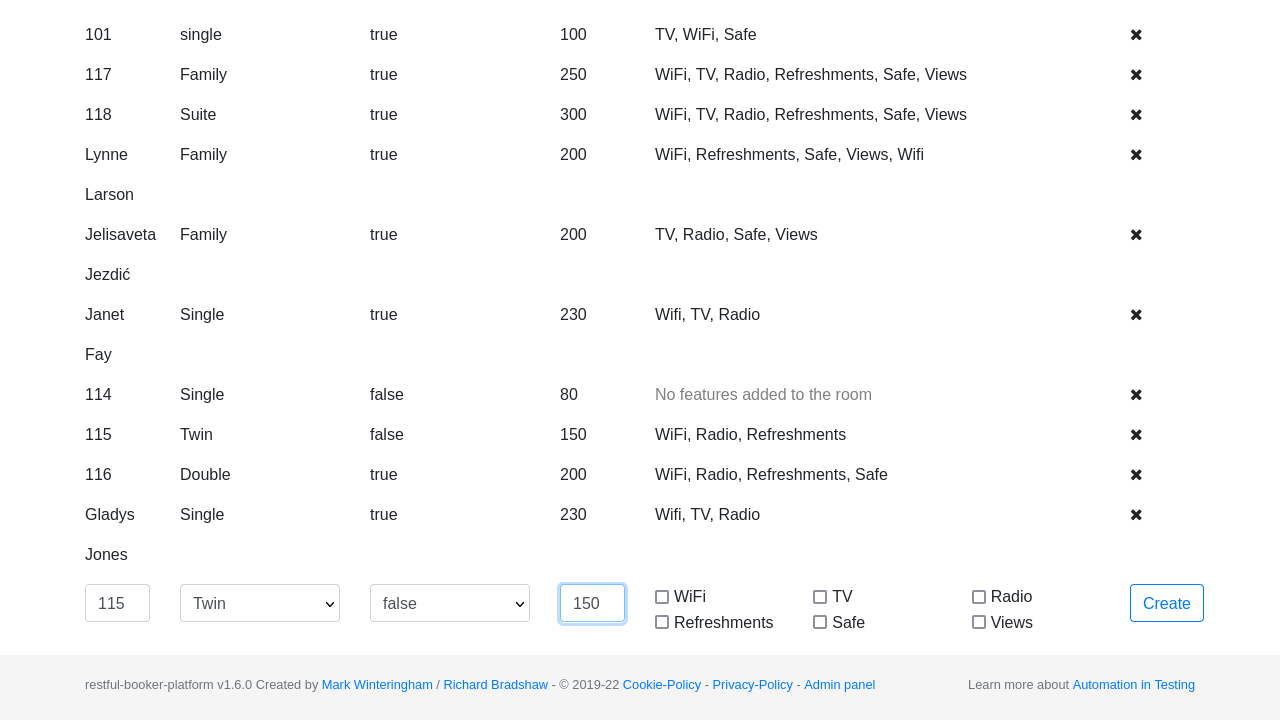 101 single true 100 TV, WiFi, Safe
117 Family true 250 WiFi, TV, Radio, Refreshments, Safe, Views
118 Suite true 300 WiFi, TV, Radio, Refreshments, Safe, Views
Lynne Family true 200 WiFi, Refreshments, Safe, Views, Wifi
Larson
Jelisaveta Family true 200 TV, Radio, Safe, Views
Jezdić
Janet Single true 230 Wifi, TV, Radio
Fay
114 Single false 80 No features added to the room
115 Twin false 150 WiFi, Radio, Refreshments
116 Double true 200 WiFi, Radio, Refreshments, Safe
Gladys Single true 230 Wifi, TV, Radio
Jones
115 Twin false 150 WiFi TV Radio Create
Refreshments Safe Views
restful-booker-platform v1.6.0 Created by Mark Winteringham / Richard Bradshaw - © 2019-22 Cookie-Policy - Privacy-Policy - Admin panel Learn more about Automation in Testing